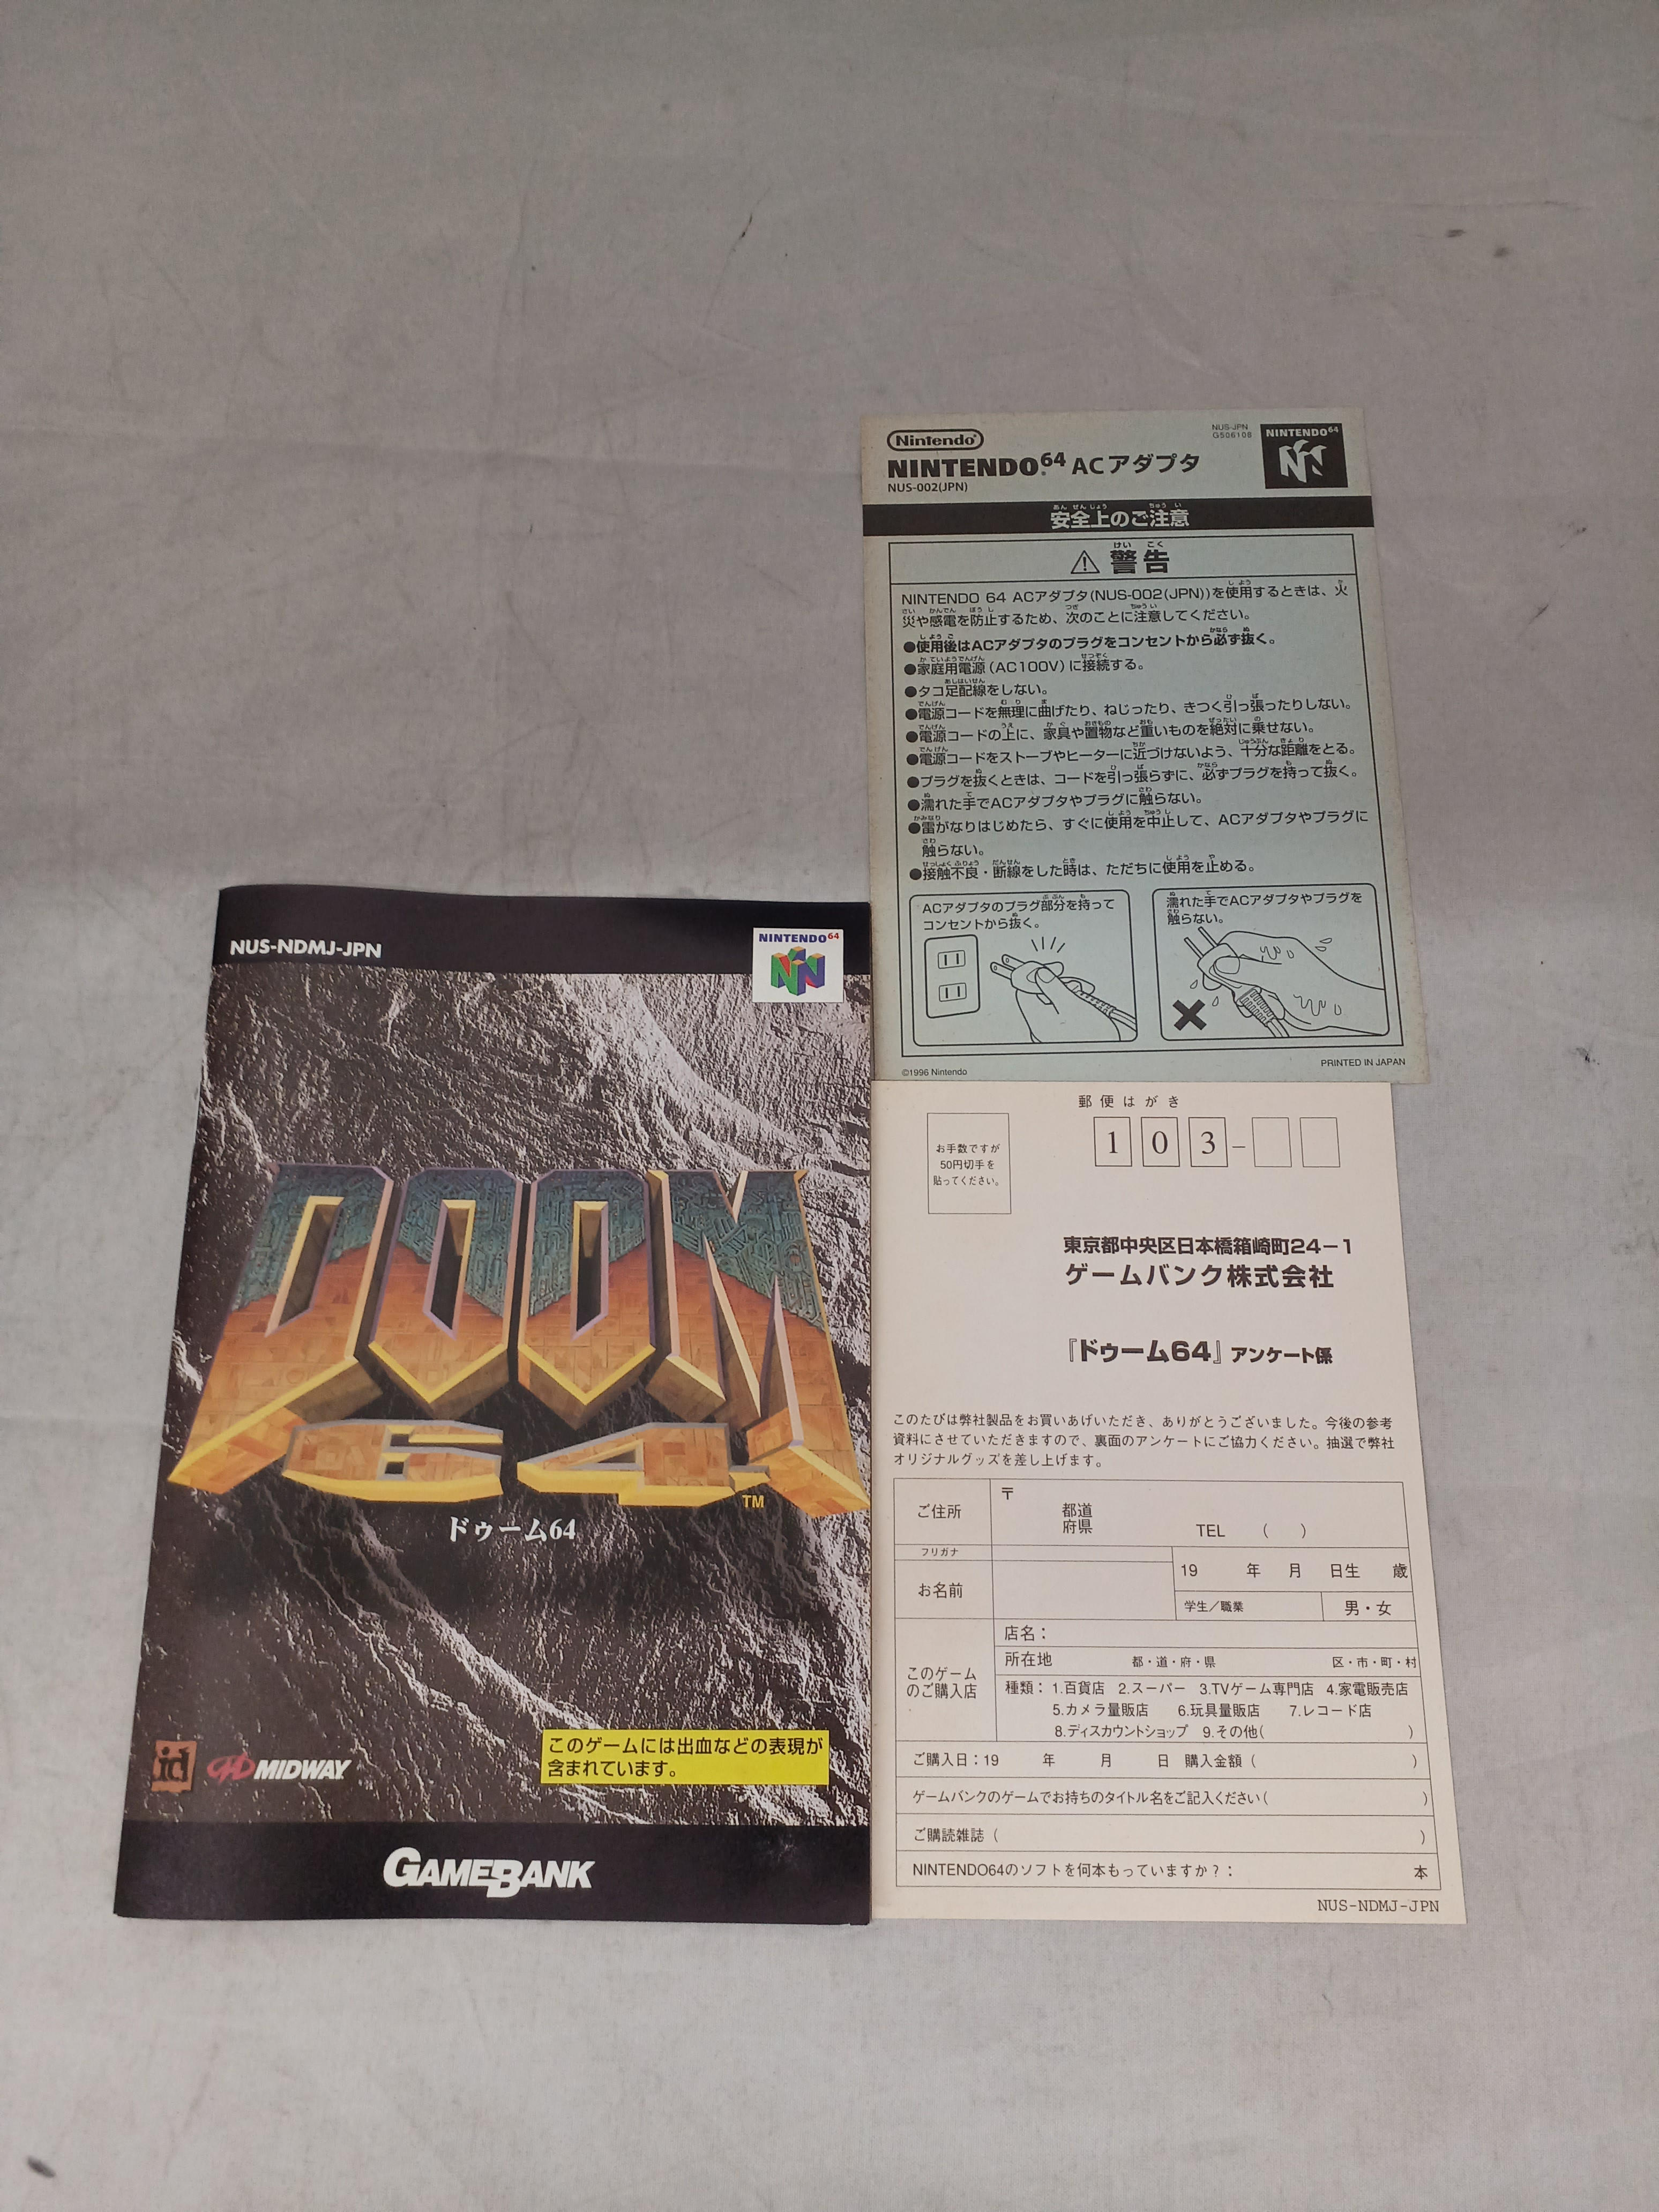 Nintendo
NUS-JPN
G506108
NINTENDO64
NINTENDO64 ACアダプタ
NUS-002(JPN)
安全上のご注意
警告
NINTENDO 64 ACアダプタ(NUS-002(JPN))を使用するときは、火
災や感電を防止するため、次のことに注意してください。
●使用後はACアダプタのプラグをコンセントから必ず抜く。
●家庭用電源(AC100V)に接続する。
●タコ足配線をしない。
●電源コードを無理に曲げたり、ねじったり、きつく引っ張ったりしない。
●電源コードの上に、家具や置物など重いものを絶対に乗せない。
●電源コードをストーブやヒーターに近づけないよう、十分な距離をとる。
●プラグを抜くときは、コードを引っ張らずに、必ずプラグを持って抜く。
●濡れた手でACアダプタやプラグに触らない。
●雷がなりはじめたら、すぐに使用を中止して、ACアダプタやプラグに
触らない。
●接触不良・断線をした時は、ただちに使用を止める。
ACアダプタのプラグ部分を持って
コンセントから抜く。
濡れた手でACアダプタやプラグを
触らない。
©1996 Nintendo
PRINTED IN JAPAN
NUS-NDMJ-JPN
NINTENDO64
DOOM
64
TM
ドゥーム64
id
MIDWAY
このゲームには出血などの表現が
含まれています。
GAMEBANK
郵便はがき
お手数ですが
50円切手を
貼ってください。
103-
東京都中央区日本橋箱崎町24-1
ゲームバンク株式会社
『ドゥーム64』アンケート係
このたびは弊社製品をお買いあげいただき、ありがとうございました。今後の参考
資料にさせていただきますので、裏面のアンケートにご協力ください。抽選で弊社
オリジナルグッズを差し上げます。
ご住所
〒
都道
府県
TEL ( )
フリガナ
お名前
19 年 月 日生 歳
学生/職業
男・女
このゲーム
のご購入店
店名：
所在地 都・道・府・県 区・市・町・村
種類：1.百貨店 2.スーパー 3.TVゲーム専門店 4.家電販売店
5.カメラ量販店 6.玩具量販店 7.レコード店
8.ディスカウントショップ 9.その他( )
ご購入日：19 年 月 日 購入金額( )
ゲームバンクのゲームでお持ちのタイトル名をご記入ください( )
ご購読雑誌( )
NINTENDO64のソフトを何本もっていますか？： 本
NUS-NDMJ-JPN